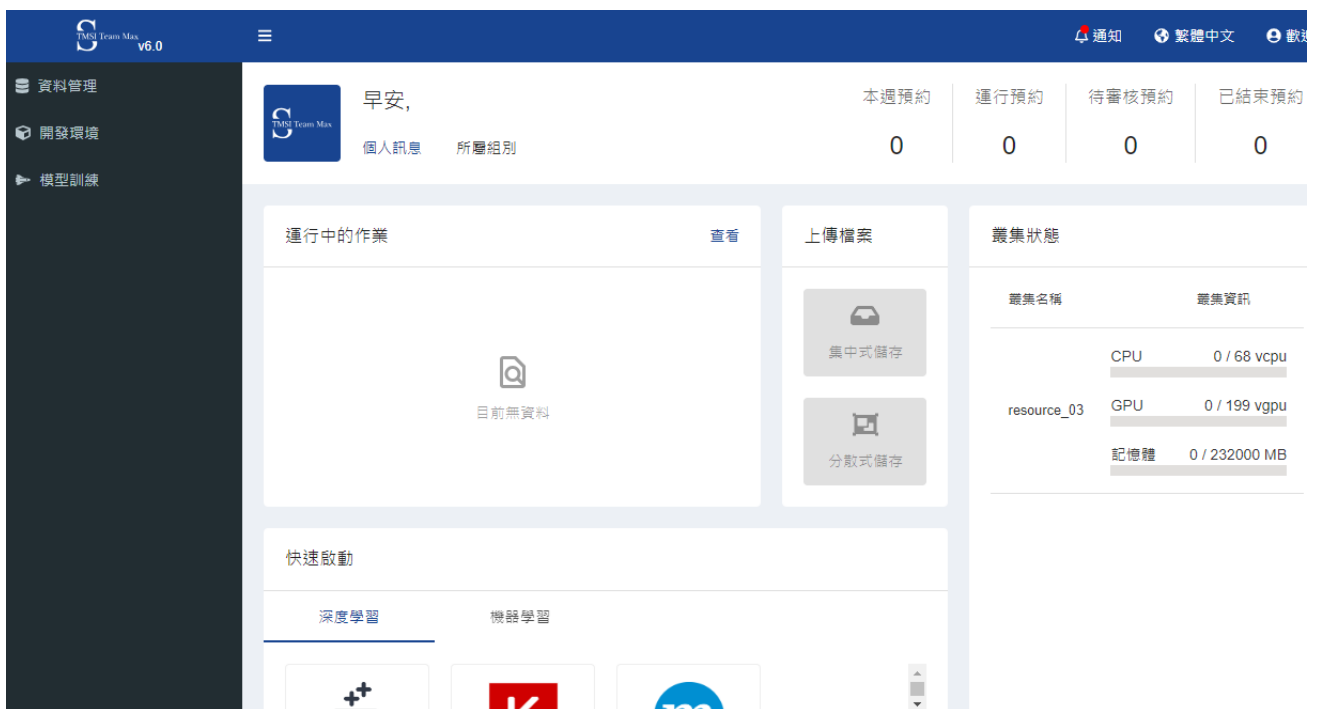 TMSI Team Max
v6.0
通知
繁體中文
歡迎
資料管理
開發環境
模型訓練
TMSI Team Max
早安,
個人訊息 所屬組別
本週預約 運行預約 待審核預約 已結束預約
0 0 0 0
運行中的作業 查看
目前無資料
上傳檔案
集中式儲存
分散式儲存
叢集狀態
叢集名稱 叢集資訊
resource_03
CPU 0 / 68 vcpu
GPU 0 / 199 vgpu
記憶體 0 / 232000 MB
快速啟動
深度學習 機器學習